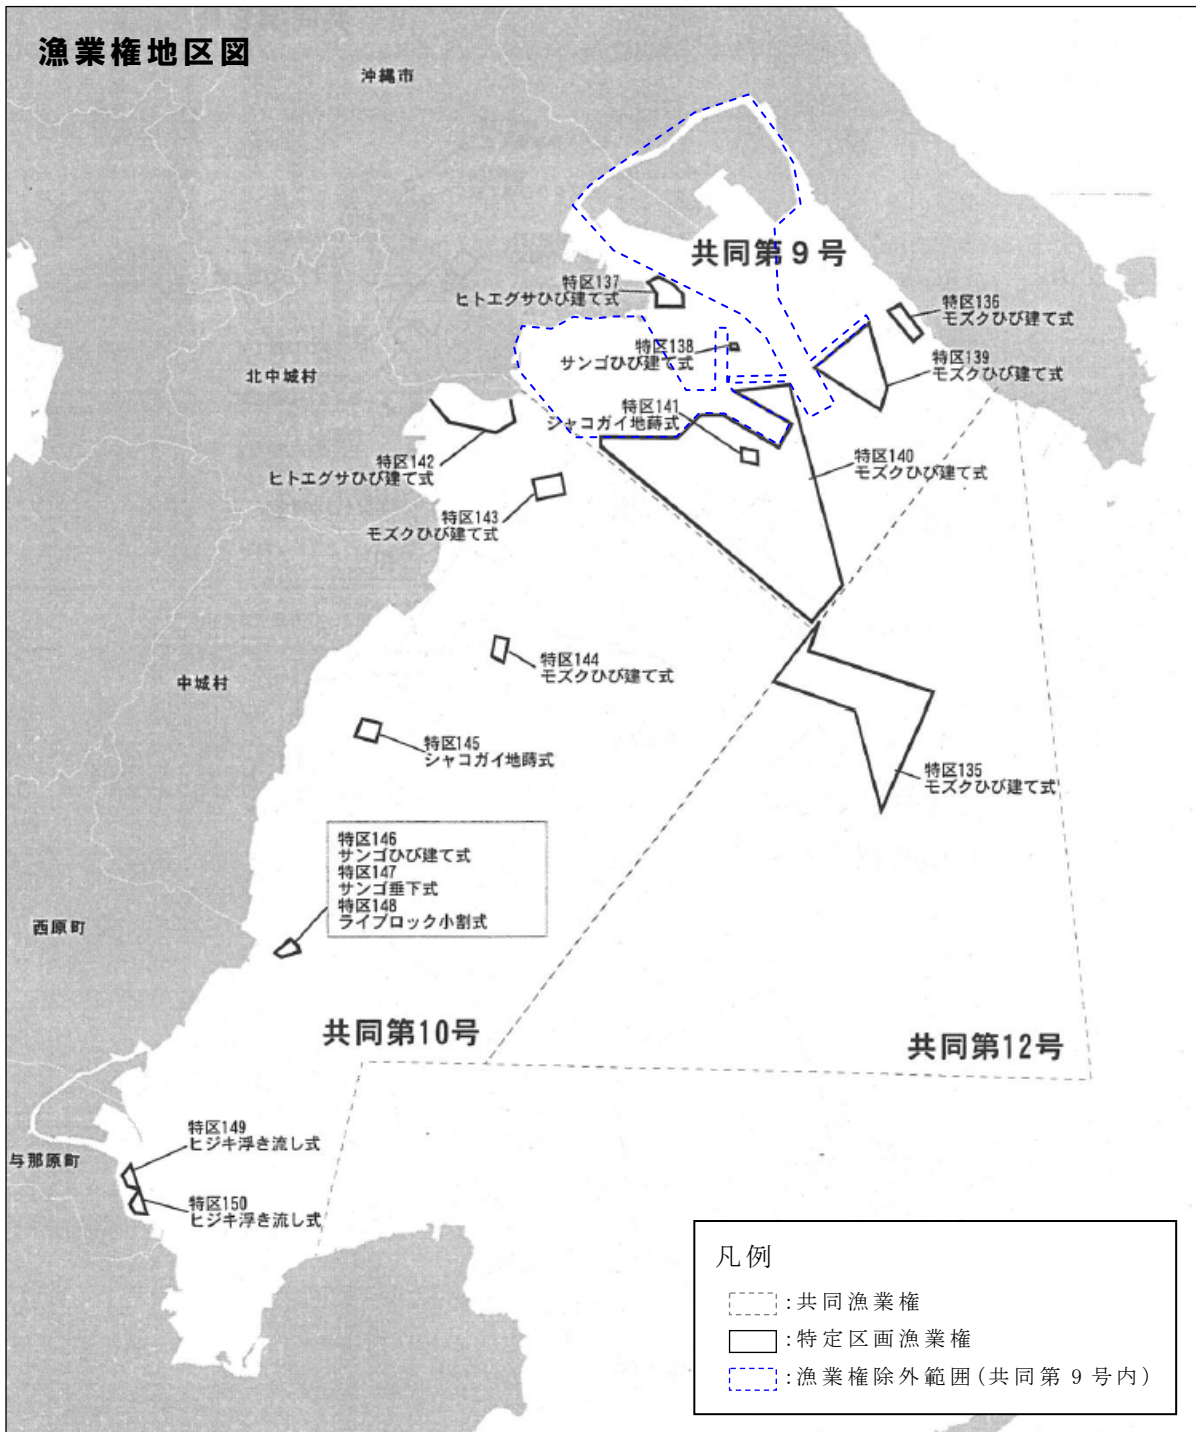 漁業権地区図
沖縄市
共同第９号
特区137
ヒトエグサひび建て式
特区136
モズクひび建て式
特区138
サンゴひび建て式
特区139
モズクひび建て式
北中城村
特区141
シャコガイ地蒔式
特区142
ヒトエグサひび建て式
特区140
モズクひび建て式
特区143
モズクひび建て式
特区144
モズクひび建て式
中城村
特区145
シャコガイ地蒔式
特区135
モズクひび建て式
特区146
サンゴひび建て式
特区147
サンゴ垂下式
特区148
ライブロック小割式
西原町
共同第10号
共同第12号
特区149
ヒジキ浮き流し式
与那原町
特区150
ヒジキ浮き流し式
凡例
:共同漁業権
:特定区画漁業権
:漁業権除外範囲(共同第 9 号内)